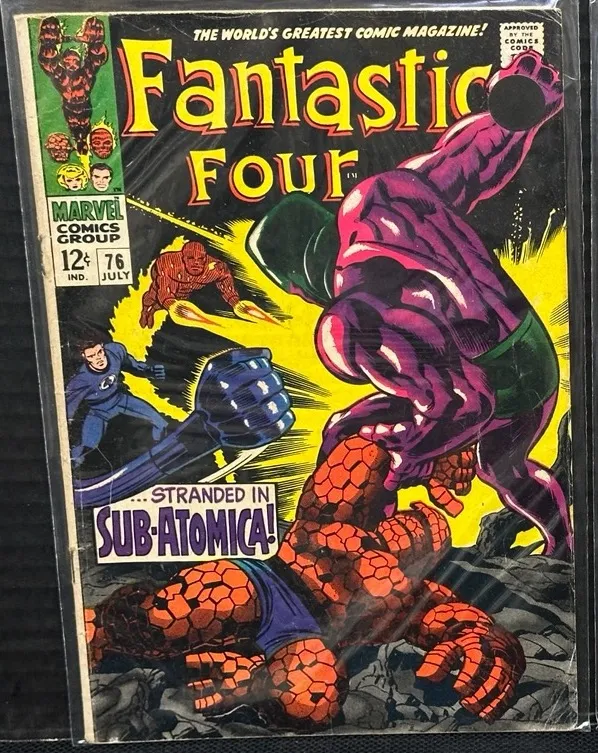 THE WORLD'S GREATEST COMIC MAGAZINE!
APPROVED
BY THE
COMICS
CODE
Fantastic
FOUR
TM
MARVEL
COMICS
GROUP
12¢
IND.
76
JULY
...STRANDED IN
SUB-ATOMICA!
4